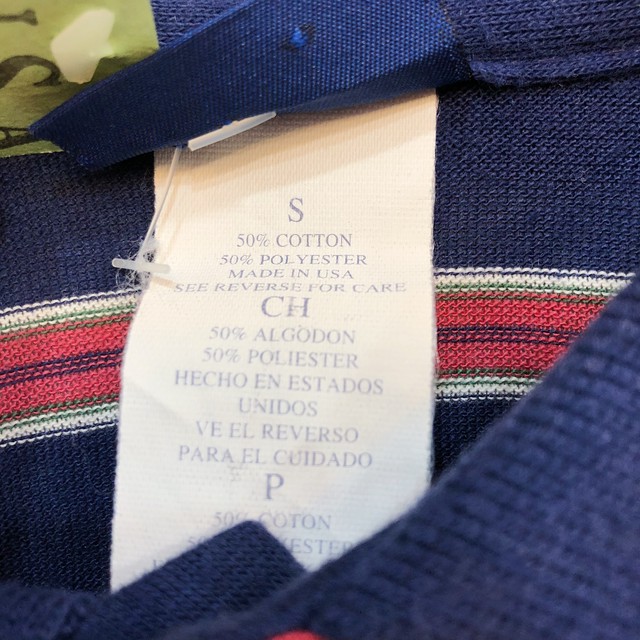 S
50% COTTON
50% POLYESTER
MADE IN USA
SEE REVERSE FOR CARE
CH
50% ALGODON
50% POLIESTER
HECHO EN ESTADOS
UNIDOS
VE EL REVERSO
PARA EL CUIDADO
P
50% COTON